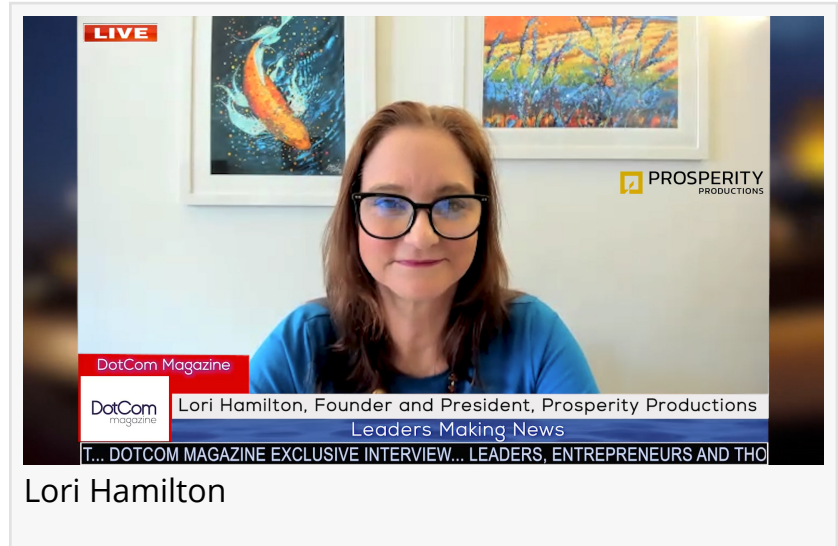 LIVE
PROSPERITY
PRODUCTIONS
DotCom Magazine
DotCom
magazine
Lori Hamilton, Founder and President, Prosperity Productions
Leaders Making News
T... DOTCOM MAGAZINE EXCLUSIVE INTERVIEW... LEADERS, ENTREPRENEURS AND THO
Lori Hamilton